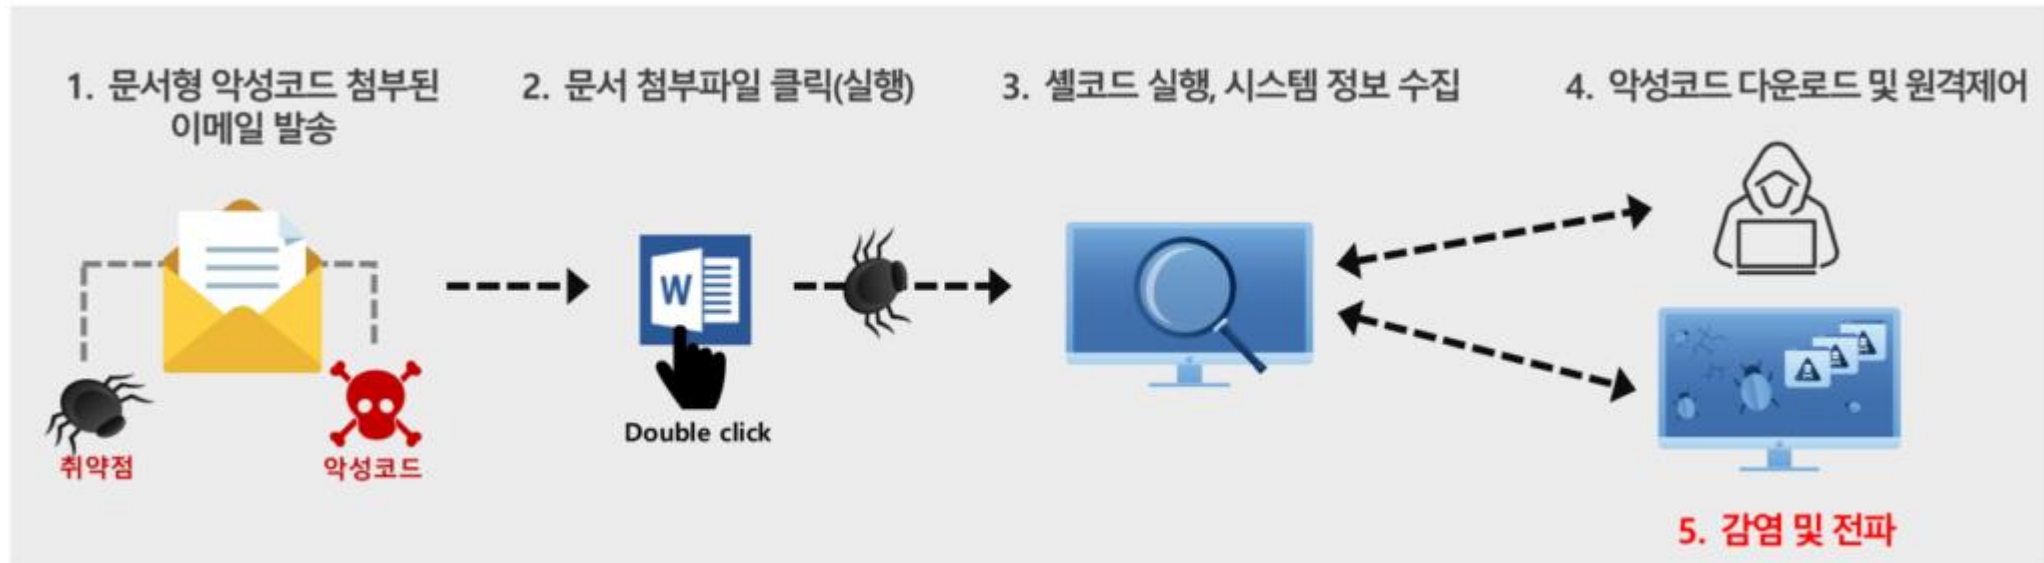 1. 문서형 악성코드 첨부된
이메일 발송
2. 문서 첨부파일 클릭(실행)
3. 셸코드 실행, 시스템 정보 수집
4. 악성코드 다운로드 및 원격제어
W
Double click
취약점
악성코드
5. 감염 및 전파